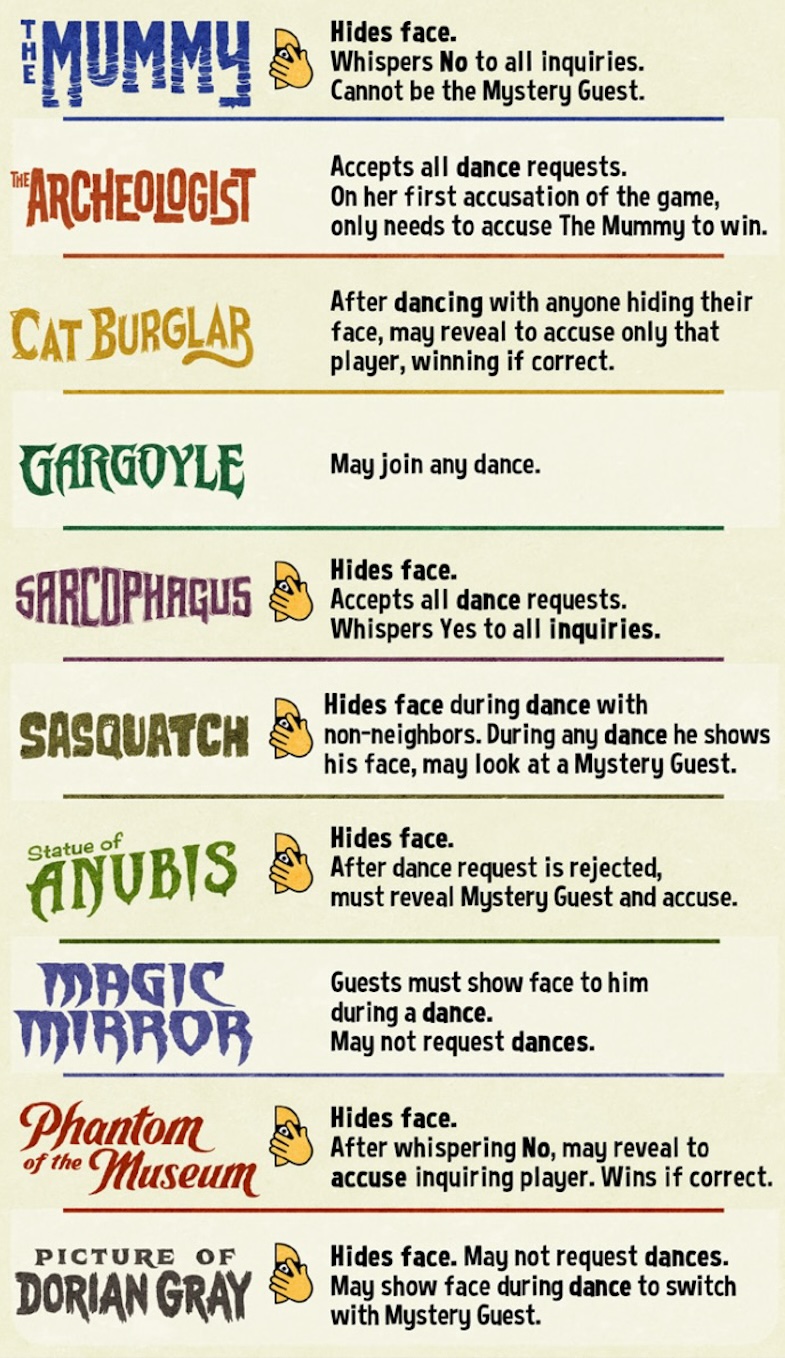 THE MUMMY
Hides face.
Whispers No to all inquiries.
Cannot be the Mystery Guest.
THE ARCHEOLOGIST
Accepts all dance requests.
On her first accusation of the game,
only needs to accuse The Mummy to win.
CAT BURGLAR
After dancing with anyone hiding their
face, may reveal to accuse only that
player, winning if correct.
GARGOYLE
May join any dance.
SARCOPHAGUS
Hides face.
Accepts all dance requests.
Whispers Yes to all inquiries.
SASQUATCH
Hides face during dance with
non-neighbors. During any dance he shows
his face, may look at a Mystery Guest.
Statue of
ANUBIS
Hides face.
After dance request is rejected,
must reveal Mystery Guest and accuse.
MAGIC
MIRROR
Guests must show face to him
during a dance.
May not request dances.
Phantom
of the Museum
Hides face.
After whispering No, may reveal to
accuse inquiring player. Wins if correct.
PICTURE OF
DORIAN GRAY
Hides face. May not request dances.
May show face during dance to switch
with Mystery Guest.